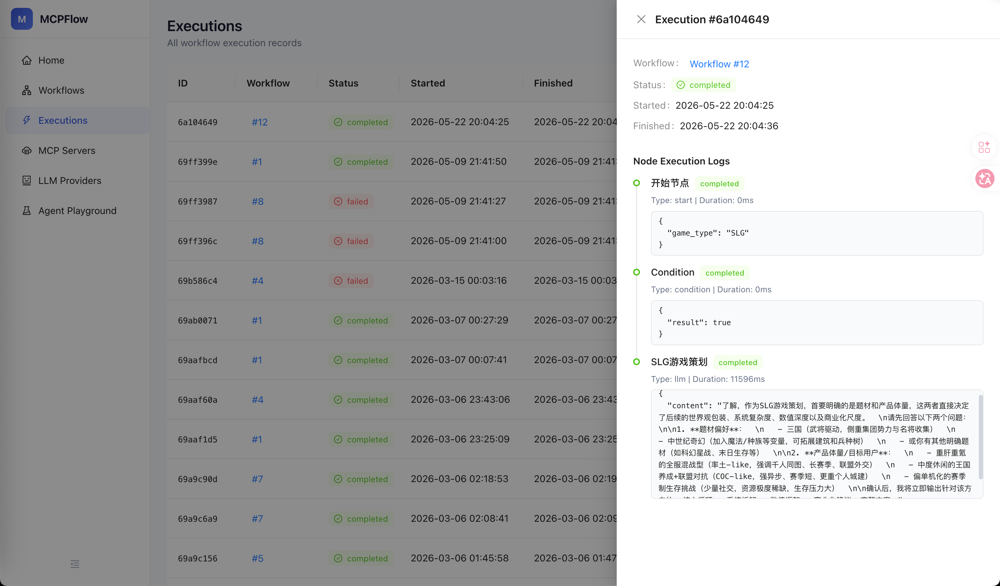 M MCPFlow
Home
Workflows
Executions
MCP Servers
LLM Providers
Agent Playground
Executions
All workflow execution records
ID Workflow Status Started Finished
6a104649 #12 completed 2026-05-22 20:04:25 2026-05-22 20:04
69ff399e #1 completed 2026-05-09 21:41:50 2026-05-09 21:41:
69ff3987 #8 failed 2026-05-09 21:41:27 2026-05-09 21:41:
69ff396c #8 failed 2026-05-09 21:41:00 2026-05-09 21:41:
69b586c4 #4 failed 2026-03-15 00:03:16 2026-03-15 00:03
69ab0071 #1 completed 2026-03-07 00:27:29 2026-03-07 00:27
69aafbcd #1 completed 2026-03-07 00:07:41 2026-03-07 00:07
69aaf60a #4 completed 2026-03-06 23:43:06 2026-03-06 23:43
69aaf1d5 #1 completed 2026-03-06 23:25:09 2026-03-06 23:25
69a9c90d #7 completed 2026-03-06 02:18:53 2026-03-06 02:19
69a9c6a9 #7 completed 2026-03-06 02:08:41 2026-03-06 02:09
69a9c156 #5 completed 2026-03-06 01:45:58 2026-03-06 01:47
Execution #6a104649
Workflow: Workflow #12
Status: completed
Started: 2026-05-22 20:04:25
Finished: 2026-05-22 20:04:36
Node Execution Logs
开始节点 completed
Type: start | Duration: 0ms
{
"game_type": "SLG"
}
Condition completed
Type: condition | Duration: 0ms
{
"result": true
}
SLG游戏策划 completed
Type: llm | Duration: 11596ms
{
"content": "了解，作为SLG游戏策划，首要明确的是题材和产品体量，这两者直接决定
了后续的世界观包装、系统复杂度、数值深度以及商业化尺度。  \n请先回答以下两个问题：
\n\n1. **题材偏好**：  \n   - 三国（武将驱动，侧重集团势力与名将收集）  \n
- 中世纪奇幻（加入魔法/种族等变量，可拓展建筑和兵种树）  \n   - 或你有其他明确题
材（如科幻星战、末日生存等）  \n\n2. **产品体量/目标用户**：  \n   - 重肝重氪
的全服混战型（率土-like，强调千人同图、长赛季、联盟外交）  \n   - 中度休闲的王国
养成+联盟对抗（COC-like，强异步、赛季短、更重个人城建）  \n   - 偏单机化的赛季
制生存挑战（少量社交，资源极度稀缺，生存压力大）  \n\n确认后，我将立即输出针对该方